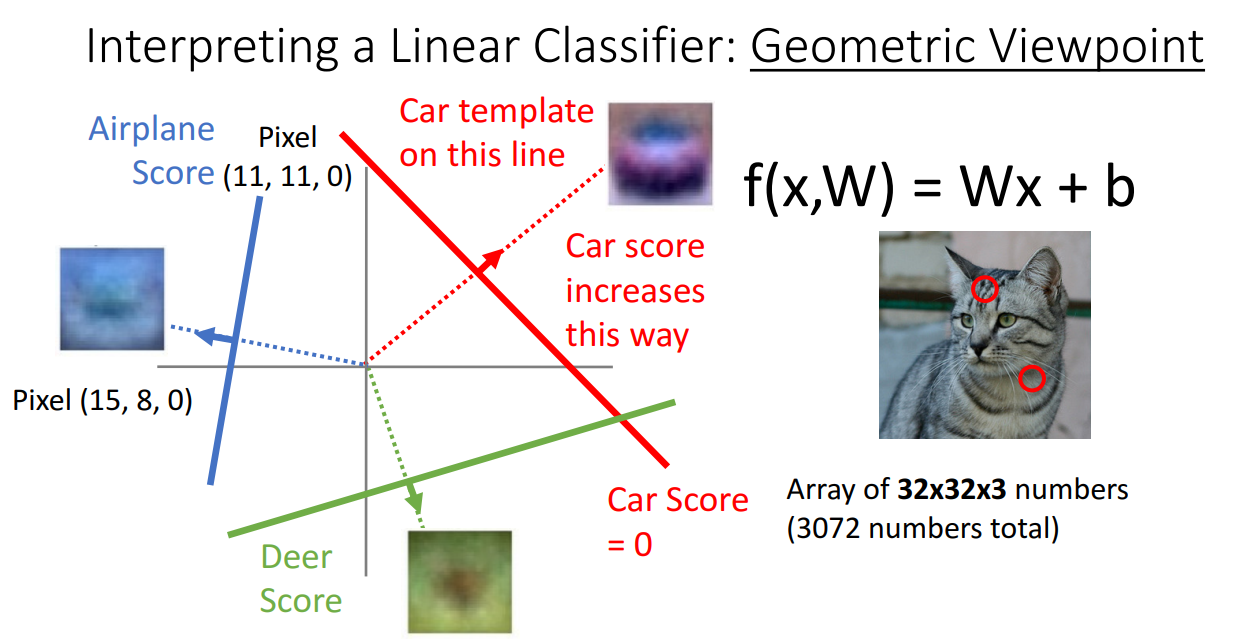 Interpreting a Linear Classifier: Geometric Viewpoint
Airplane
Score
Pixel
(11, 11, 0)
Car template
on this line
f(x,W) = Wx + b
Car score
increases
this way
Pixel (15, 8, 0)
Car Score
= 0
Deer
Score
Array of 32x32x3 numbers
(3072 numbers total)